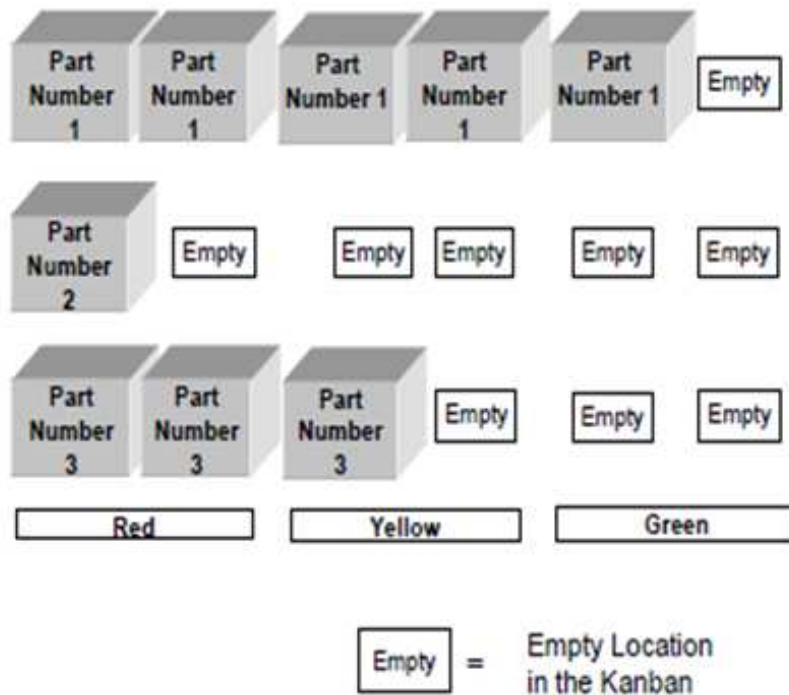 Part
Number
1
Part
Number
1
Part
Number 1
Part
Number
1
Part
Number 1
Empty
Part
Number
2
Empty
Empty
Empty
Empty
Empty
Part
Number
3
Part
Number
3
Part
Number
3
Empty
Empty
Empty
Red
Yellow
Green
Empty = Empty Location
in the Kanban